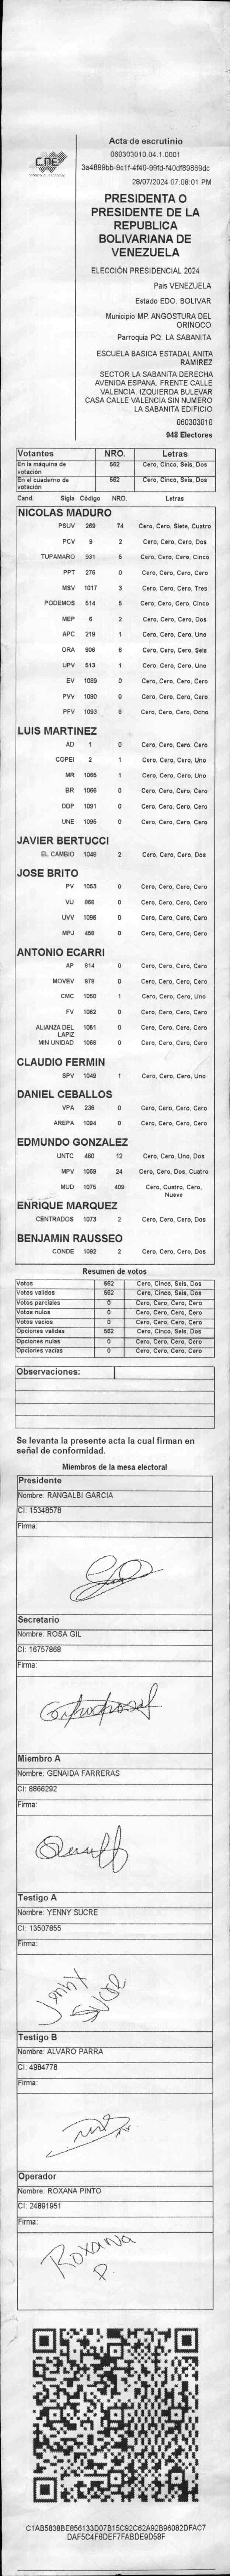 CNE
Acta de escrutinio
060303010.04.1.0001
3a4899bb-9c1f-4f40-99fd-f40df89869dc
28/07/2024 07:08:01 PM
PRESIDENTA O
PRESIDENTE DE LA
REPUBLICA
BOLIVARIANA DE
VENEZUELA
ELECCIÓN PRESIDENCIAL 2024
Pais VENEZUELA
Estado EDO. BOLIVAR
Municipio MP. ANGOSTURA DEL
ORINOCO
Parroquia PQ. LA SABANITA
ESCUELA BASICA ESTADAL ANITA
RAMIREZ
SECTOR LA SABANITA DERECHA
AVENIDA ESPANA. FRENTE CALLE
VALENCIA. IZQUIERDA BULEVAR
CASA CALLE VALENCIA SIN NUMERO
LA SABANITA EDIFICIO
060303010
948 Electores
Votantes NRO. Letras
En la máquina de votación 562 Cero, Cinco, Seis, Dos
En el cuaderno de votación 562 Cero, Cinco, Seis, Dos
Cand. Sigla Código NRO. Letras
NICOLAS MADURO
PSUV 269 74 Cero, Cero, Siete, Cuatro
PCV 9 2 Cero, Cero, Cero, Dos
TUPAMARO 931 5 Cero, Cero, Cero, Cinco
PPT 276 0 Cero, Cero, Cero, Cero
MSV 1017 3 Cero, Cero, Cero, Tres
PODEMOS 514 5 Cero, Cero, Cero, Cinco
MEP 6 2 Cero, Cero, Cero, Dos
APC 219 1 Cero, Cero, Cero, Uno
ORA 906 6 Cero, Cero, Cero, Seis
UPV 513 1 Cero, Cero, Cero, Uno
EV 1089 0 Cero, Cero, Cero, Cero
PVV 1090 0 Cero, Cero, Cero, Cero
PFV 1093 8 Cero, Cero, Cero, Ocho
LUIS MARTINEZ
AD 1 0 Cero, Cero, Cero, Cero
COPEI 2 1 Cero, Cero, Cero, Uno
MR 1065 1 Cero, Cero, Cero, Uno
BR 1066 0 Cero, Cero, Cero, Cero
DDP 1091 0 Cero, Cero, Cero, Cero
UNE 1095 0 Cero, Cero, Cero, Cero
JAVIER BERTUCCI
EL CAMBIO 1048 2 Cero, Cero, Cero, Dos
JOSE BRITO
PV 1053 0 Cero, Cero, Cero, Cero
VU 868 0 Cero, Cero, Cero, Cero
UVV 1096 0 Cero, Cero, Cero, Cero
MPJ 458 0 Cero, Cero, Cero, Cero
ANTONIO ECARRI
AP 814 0 Cero, Cero, Cero, Cero
MOVEV 878 0 Cero, Cero, Cero, Cero
CMC 1050 1 Cero, Cero, Cero, Uno
FV 1062 0 Cero, Cero, Cero, Cero
ALIANZA DEL LAPIZ 1051 0 Cero, Cero, Cero, Cero
MIN UNIDAD 1068 0 Cero, Cero, Cero, Cero
CLAUDIO FERMIN
SPV 1049 1 Cero, Cero, Cero, Uno
DANIEL CEBALLOS
VPA 236 0 Cero, Cero, Cero, Cero
AREPA 1094 0 Cero, Cero, Cero, Cero
EDMUNDO GONZALEZ
UNTC 460 12 Cero, Cero, Uno, Dos
MPV 1069 24 Cero, Cero, Dos, Cuatro
MUD 1076 409 Cero, Cuatro, Cero,
Nueve
ENRIQUE MARQUEZ
CENTRADOS 1073 2 Cero, Cero, Cero, Dos
BENJAMIN RAUSSEO
CONDE 1092 2 Cero, Cero, Cero, Dos
Resumen de votos
Votos 562 Cero, Cinco, Seis, Dos
Votos validos 562 Cero, Cinco, Seis, Dos
Votos parciales 0 Cero, Cero, Cero, Cero
Votos nulos 0 Cero, Cero, Cero, Cero
Votos vacios 0 Cero, Cero, Cero, Cero
Opciones validas 562 Cero, Cinco, Seis, Dos
Opciones nulas 0 Cero, Cero, Cero, Cero
Opciones vacias 0 Cero, Cero, Cero, Cero
Observaciones:
Se levanta la presente acta la cual firman en
señal de conformidad.
Miembros de la mesa electoral
Presidente
Nombre: RANGALBI GARCIA
CI: 15348578
Firma:
Secretario
Nombre: ROSA GIL
CI: 16757868
Firma:
Miembro A
Nombre: GENAIDA FARRERAS
CI: 8866292
Firma:
Testigo A
Nombre: YENNY SUCRE
CI: 13507855
Firma:
Testigo B
Nombre: ALVARO PARRA
CI: 4984778
Firma:
Operador
Nombre: ROXANA PINTO
CI: 24891951
Firma:
Roxana
P.
C1AB5838BE856133D07B15C92C62A92B96082DFAC7
DAF5C4F6DEF7FABDE9D58F